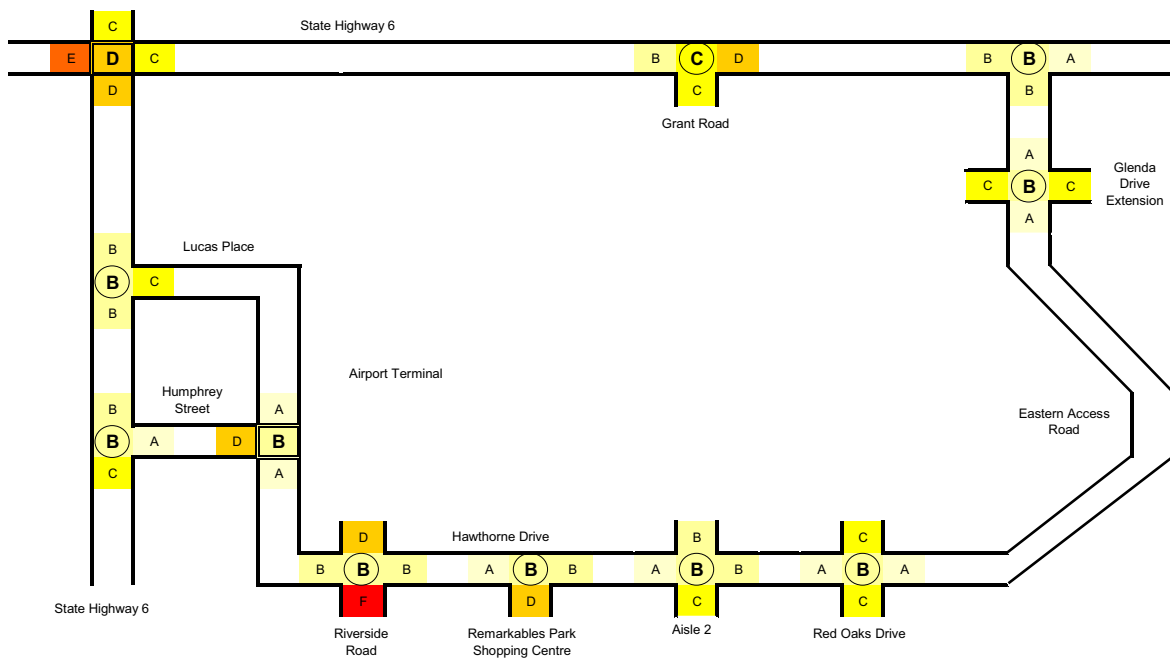 C
State Highway 6
E D C
B C D
B B A
D
C
B
Grant Road
A
Glenda
Drive
Extension
C B C
A
B
Lucas Place
B C
B
Airport Terminal
Humphrey
Street
B
A
Eastern Access
Road
B A D B
C
A
D
Hawthorne Drive
B
C
B B B
A B B
A B B
A B A
F
D
C
C
State Highway 6
Riverside
Road
Remarkables Park
Shopping Centre
Aisle 2
Red Oaks Drive